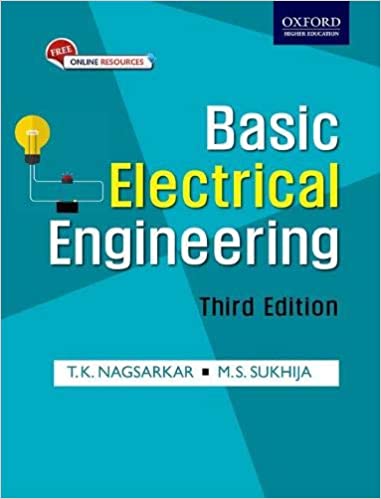 OXFORD
HIGHER EDUCATION
FREE
ONLINE RESOURCES
Basic
Electrical
Engineering
Third Edition
T.K. NAGSARKAR ▪ M.S. SUKHIJA